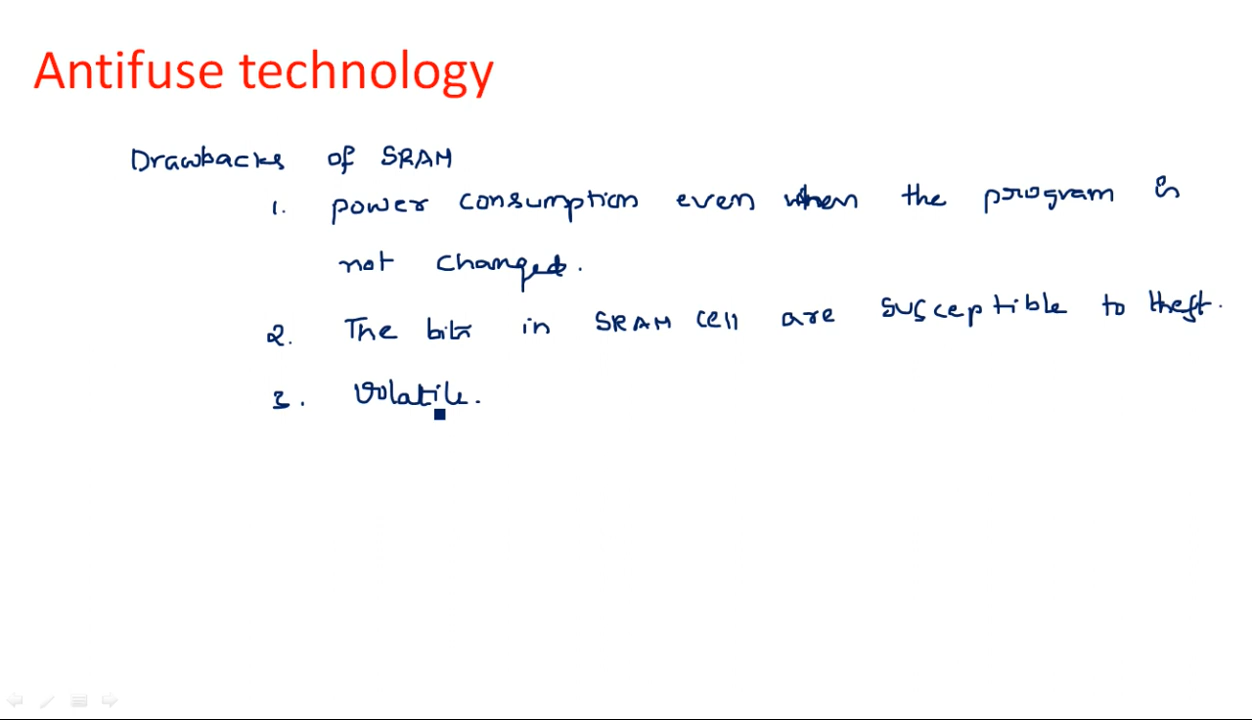 Antifuse technology
Drawbacks of SRAM
1. power consumption even when the program is
not changed.
2. The bits in SRAM cell are susceptible to theft.
3. Volatile.